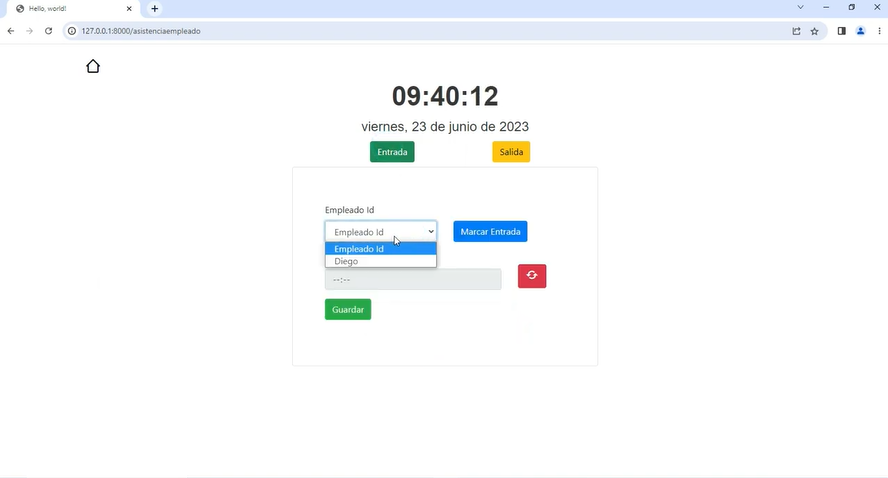 Hello, world!
127.0.0.1:8000/asistenciaempleado
09:40:12
viernes, 23 de junio de 2023
Entrada Salida
Empleado Id
Empleado Id Marcar Entrada
Empleado Id
Diego
--:--
Guardar